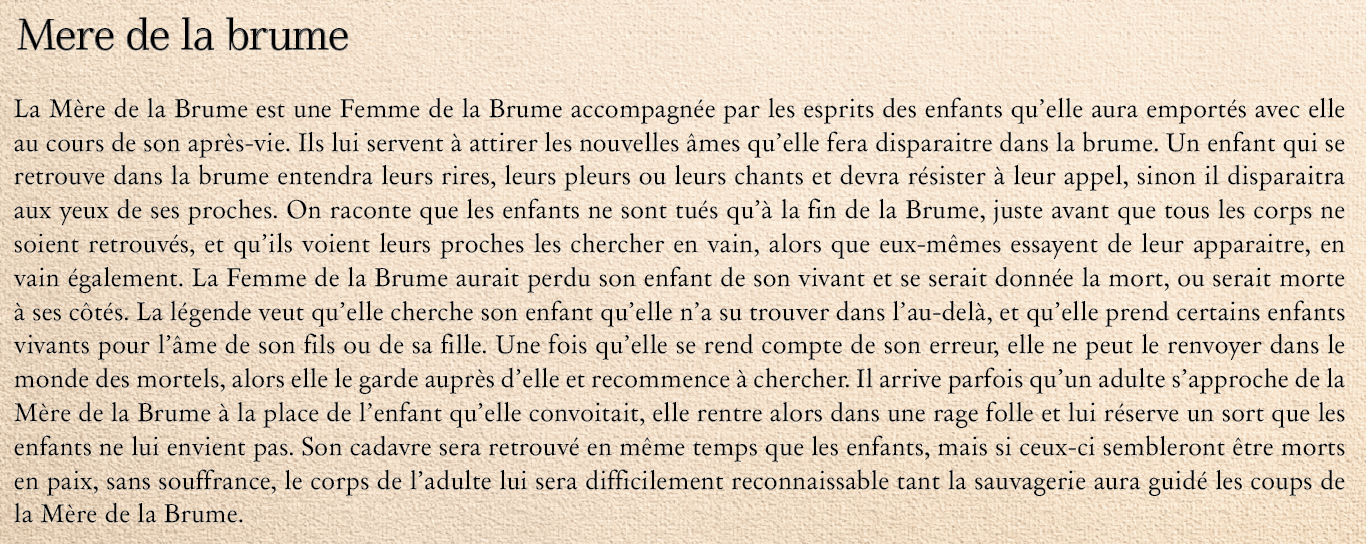 Mere de la brume
La Mère de la Brume est une Femme de la Brume accompagnée par les esprits des enfants qu’elle aura emportés avec elle
au cours de son après-vie. Ils lui servent à attirer les nouvelles âmes qu’elle fera disparaitre dans la brume. Un enfant qui se
retrouve dans la brume entendra leurs rires, leurs pleurs ou leurs chants et devra résister à leur appel, sinon il disparaitra
aux yeux de ses proches. On raconte que les enfants ne sont tués qu’à la fin de la Brume, juste avant que tous les corps ne
soient retrouvés, et qu’ils voient leurs proches les chercher en vain, alors que eux-mêmes essayent de leur apparaitre, en
vain également. La Femme de la Brume aurait perdu son enfant de son vivant et se serait donnée la mort, ou serait morte
à ses côtés. La légende veut qu’elle cherche son enfant qu’elle n’a su trouver dans l’au-delà, et qu’elle prend certains enfants
vivants pour l’âme de son fils ou de sa fille. Une fois qu’elle se rend compte de son erreur, elle ne peut le renvoyer dans le
monde des mortels, alors elle le garde auprès d’elle et recommence à chercher. Il arrive parfois qu’un adulte s’approche de la
Mère de la Brume à la place de l’enfant qu’elle convoitait, elle rentre alors dans une rage folle et lui réserve un sort que les
enfants ne lui envient pas. Son cadavre sera retrouvé en même temps que les enfants, mais si ceux-ci sembleront être morts
en paix, sans souffrance, le corps de l’adulte lui sera difficilement reconnaissable tant la sauvagerie aura guidé les coups de
la Mère de la Brume.